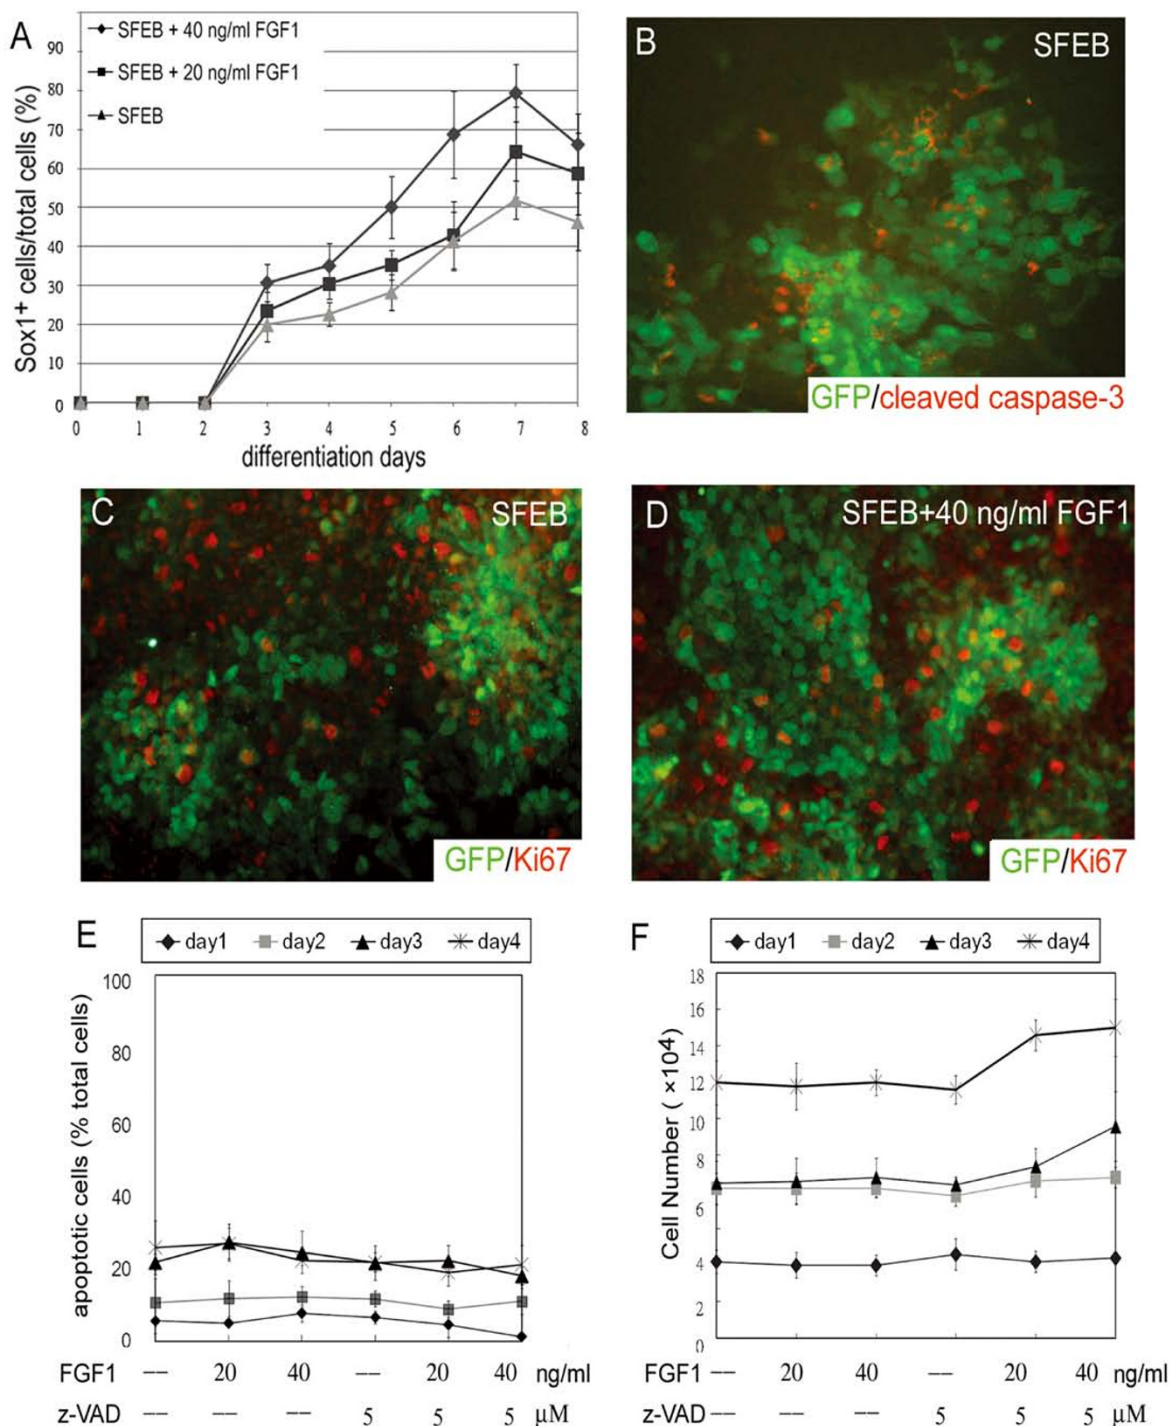 A
SFEB + 40 ng/ml FGF1
SFEB + 20 ng/ml FGF1
SFEB
Sox1+ cells/total cells (%)
90
80
70
60
50
40
30
20
10
0
0 1 2 3 4 5 6 7 8
differentiation days
B
SFEB
GFP/cleaved caspase-3
C
SFEB
GFP/Ki67
D
SFEB+40 ng/ml FGF1
GFP/Ki67
E
day1 day2 day3 day4
apoptotic cells (% total cells)
100
80
60
40
20
0
FGF1 -- 20 40 -- 20 40 ng/ml
z-VAD -- -- -- 5 5 5 µM
F
day1 day2 day3 day4
Cell Number ( ×104)
18
16
14
12
10
8
6
4
2
0
FGF1 -- 20 40 -- 20 40 ng/ml
z-VAD -- -- -- 5 5 5 µM